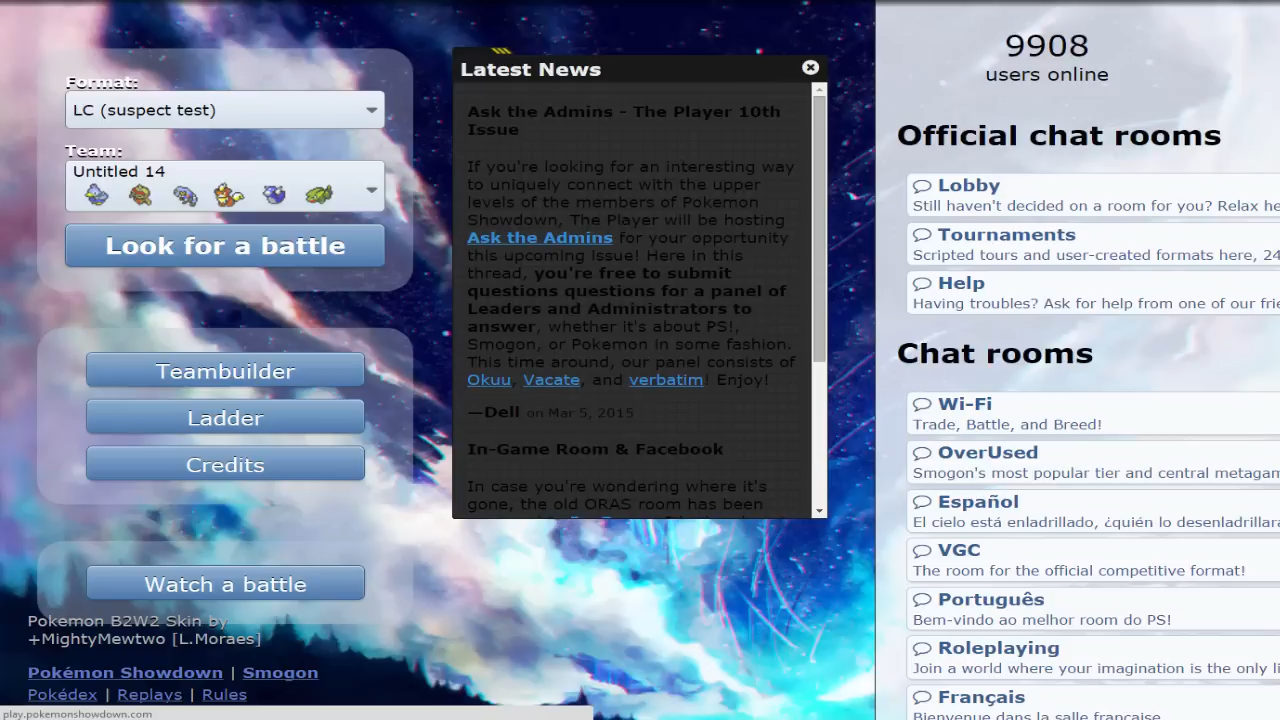 Format:
LC (suspect test)
Team:
Untitled 14
Look for a battle
Teambuilder
Ladder
Credits
Watch a battle
Pokemon B2W2 Skin by
+MightyMewtwo [L.Moraes]
Pokémon Showdown | Smogon
Pokédex | Replays | Rules
play.pokemonshowdown.com
Latest News
Ask the Admins - The Player 10th
Issue
If you're looking for an interesting way
to uniquely connect with the upper
levels of the members of Pokemon
Showdown, The Player will be hosting
Ask the Admins for your opportunity
this upcoming issue! Here in this
thread, you're free to submit
questions questions for a panel of
Leaders and Administrators to
answer, whether it's about PS!,
Smogon, or Pokemon in some fashion.
This time around, our panel consists of
Okuu, Vacate, and verbatim! Enjoy!
—Dell on Mar 5, 2015
In-Game Room & Facebook
In case you're wondering where it's
gone, the old ORAS room has been
9908
users online
Official chat rooms
Lobby
Still haven't decided on a room for you? Relax he
Tournaments
Scripted tours and user-created formats here, 24
Help
Having troubles? Ask for help from one of our frie
Chat rooms
Wi-Fi
Trade, Battle, and Breed!
OverUsed
Smogon's most popular tier and central metagam
Español
El cielo está enladrillado, ¿quién lo desenladrillar
VGC
The room for the official competitive format!
Português
Bem-vindo ao melhor room do PS!
Roleplaying
Join a world where your imagination is the only li
Français
Bienvenue dans la salle française